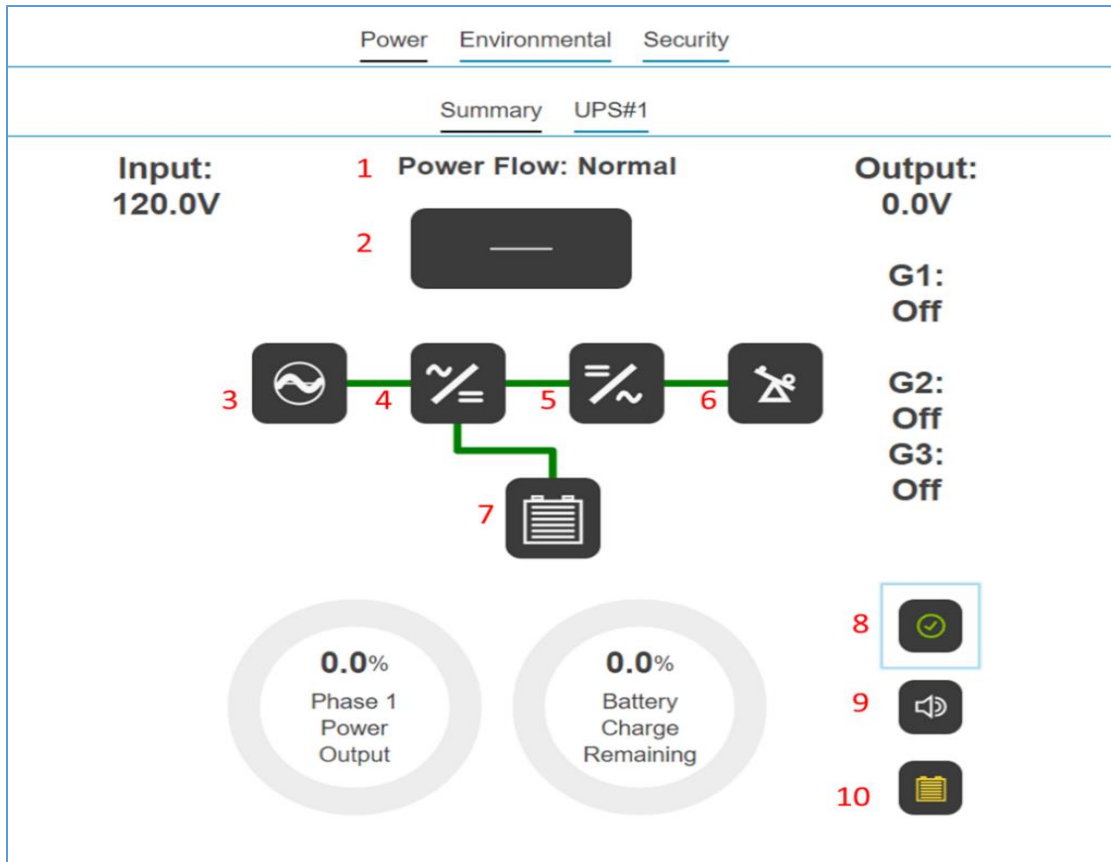 Power Environmental Security
Summary UPS#1
Input:
120.0V
1 Power Flow: Normal
Output:
0.0V
2
G1:
Off
3
4
5
6
G2:
Off
G3:
Off
7
0.0%
Phase 1
Power
Output
0.0%
Battery
Charge
Remaining
8
9
10